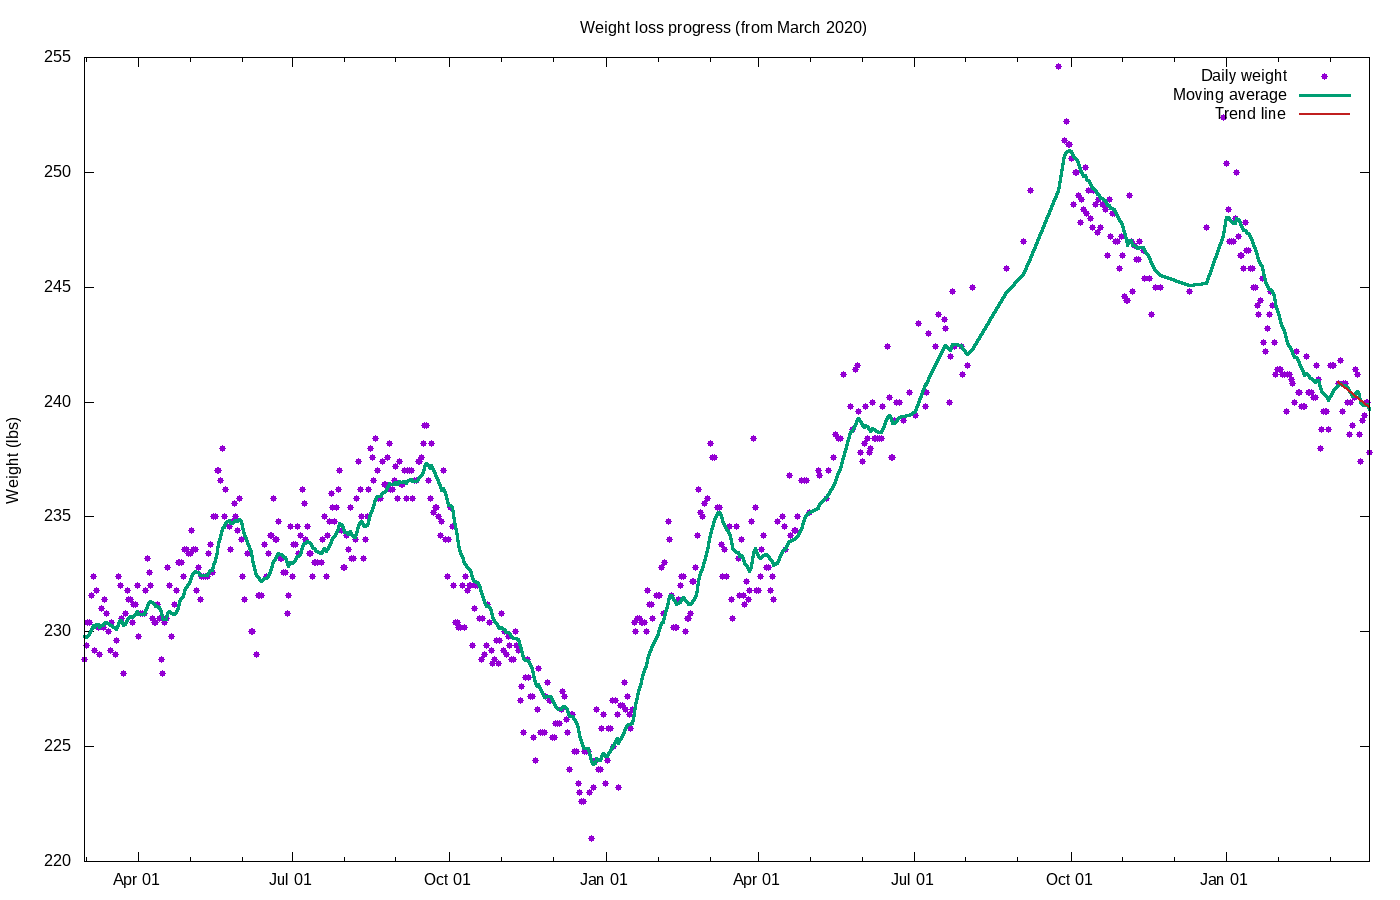 Weight loss progress (from March 2020)
255
250
245
240
235
230
225
220
Weight (lbs)
Daily weight
Moving average
Trend line
Apr 01 Jul 01 Oct 01 Jan 01 Apr 01 Jul 01 Oct 01 Jan 01